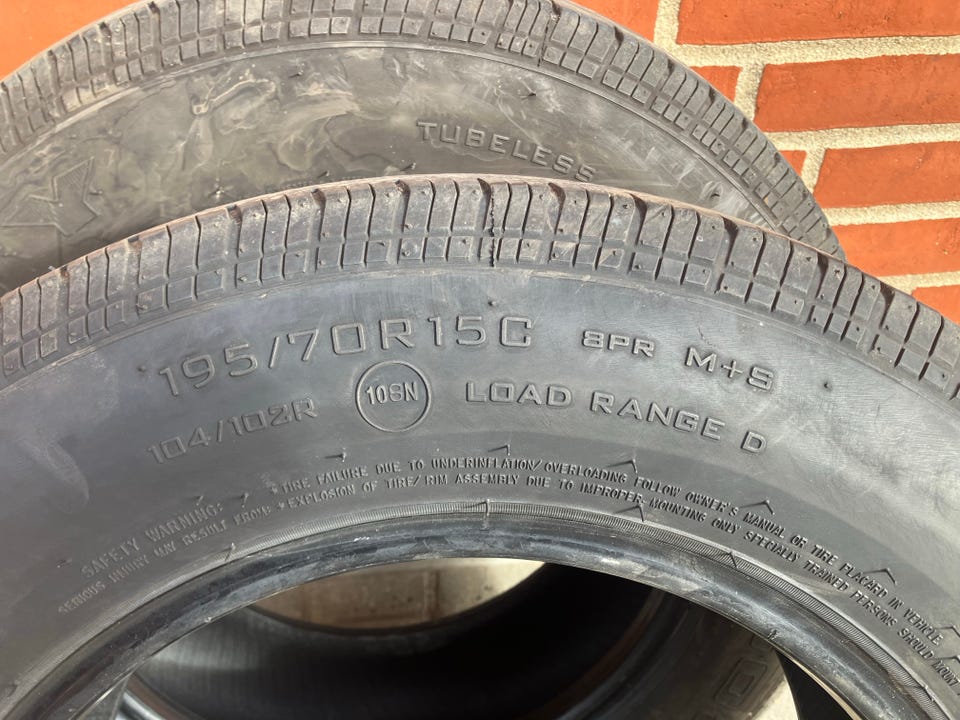 TUBELESS
195/70R15C 8PR M+S
104/102R 108N LOAD RANGE D
SAFETY WARNING: • TIRE FAILURE DUE TO UNDERINFLATION/OVERLOADING FOLLOW OWNER'S MANUAL OR TIRE PLACARD IN VEHICLE
SERIOUS INJURY MAY RESULT FROM: • EXPLOSION OF TIRE/RIM ASSEMBLY DUE TO IMPROPER MOUNTING ONLY SPECIALLY TRAINED PERSONS SHOULD MOUNT